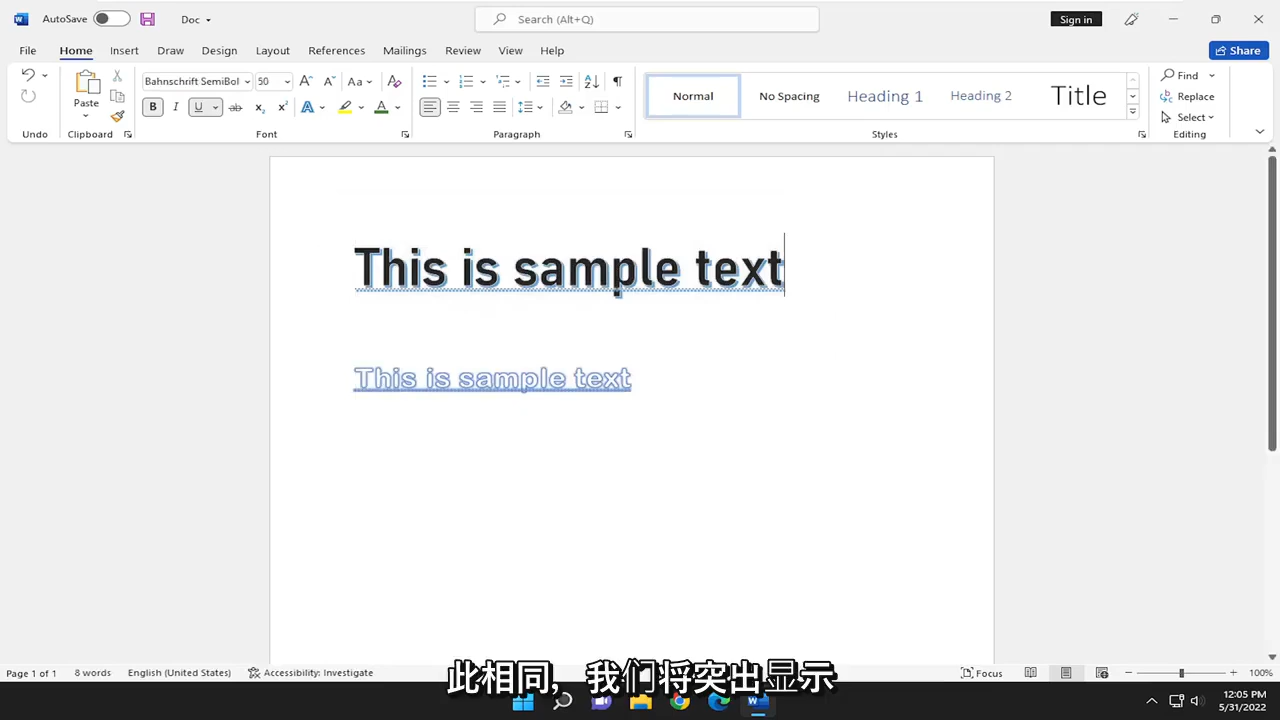 AutoSave
Doc
Search (Alt+Q)
Sign in
File Home Insert Draw Design Layout References Mailings Review View Help
Share
Paste
Bahnschrift SemiBol 50
Aa
Normal
No Spacing
Heading 1
Heading 2
Title
Find
Replace
Select
Undo Clipboard Font Paragraph Styles Editing
This is sample text
This is sample text
Page 1 of 1 8 words English (United States) Accessibility: Investigate Focus 100%
此相同，我们将突出显示
12:05 PM
5/31/2022